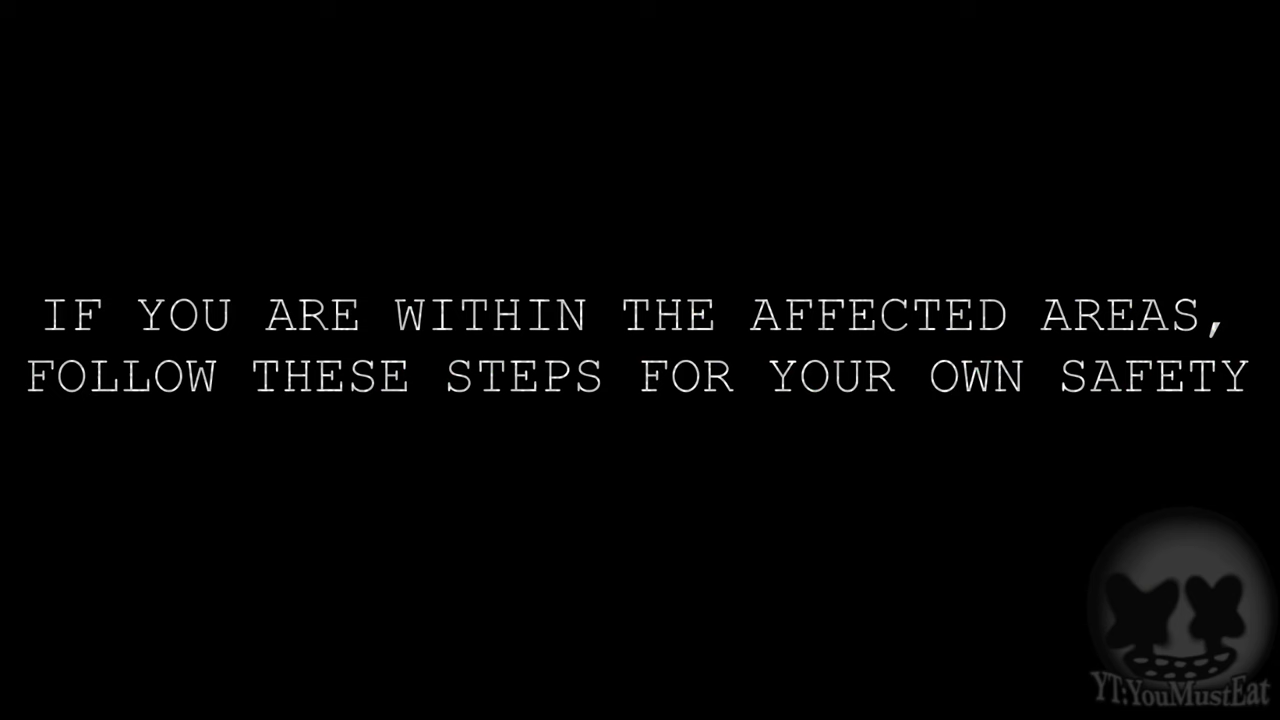 IF YOU ARE WITHIN THE AFFECTED AREAS,
FOLLOW THESE STEPS FOR YOUR OWN SAFETY
YT:YouMustEat